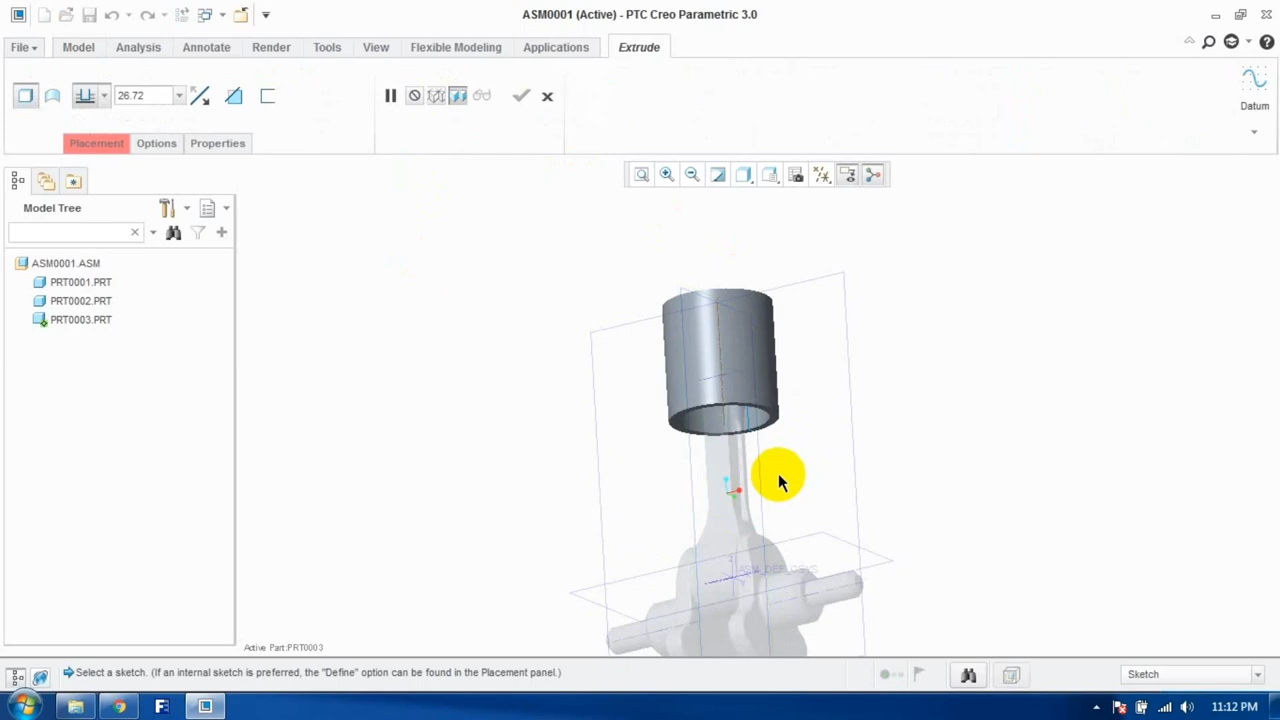 ASM0001 (Active) - PTC Creo Parametric 3.0
File Model Analysis Annotate Render Tools View Flexible Modeling Applications Extrude
26.72
Datum
Placement Options Properties
Model Tree
ASM0001.ASM
PRT0001.PRT
PRT0002.PRT
PRT0003.PRT
Active Part:PRT0003
Select a sketch. (If an internal sketch is preferred, the "Define" option can be found in the Placement panel.)
Sketch
11:12 PM